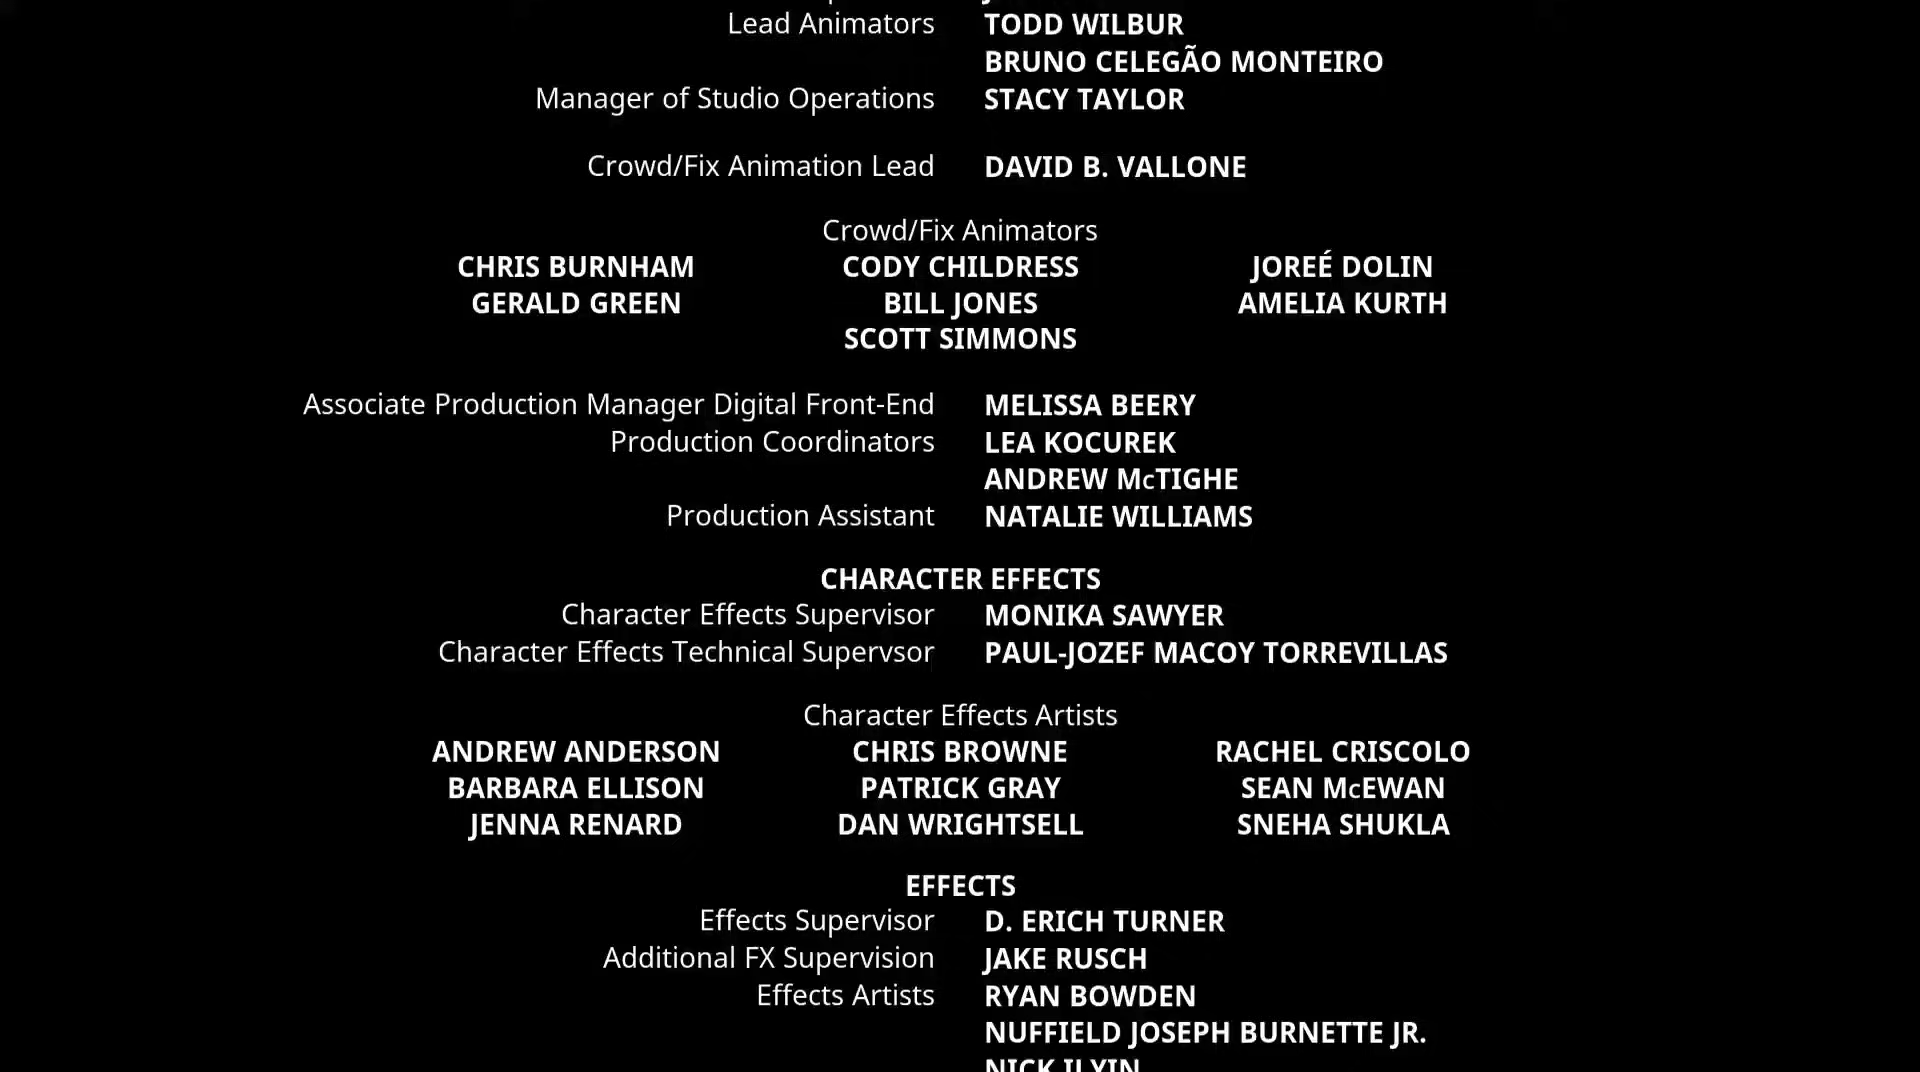 Lead Animators TODD WILBUR
BRUNO CELEGÃO MONTEIRO
Manager of Studio Operations STACY TAYLOR
Crowd/Fix Animation Lead DAVID B. VALLONE
Crowd/Fix Animators
CHRIS BURNHAM CODY CHILDRESS JOREÉ DOLIN
GERALD GREEN BILL JONES AMELIA KURTH
SCOTT SIMMONS
Associate Production Manager Digital Front-End MELISSA BEERY
Production Coordinators LEA KOCUREK
ANDREW McTIGHE
Production Assistant NATALIE WILLIAMS
CHARACTER EFFECTS
Character Effects Supervisor MONIKA SAWYER
Character Effects Technical Supervsor PAUL-JOZEF MACOY TORREVILLAS
Character Effects Artists
ANDREW ANDERSON CHRIS BROWNE RACHEL CRISCOLO
BARBARA ELLISON PATRICK GRAY SEAN McEWAN
JENNA RENARD DAN WRIGHTSELL SNEHA SHUKLA
EFFECTS
Effects Supervisor D. ERICH TURNER
Additional FX Supervision JAKE RUSCH
Effects Artists RYAN BOWDEN
NUFFIELD JOSEPH BURNETTE JR.
NICK ILYIN